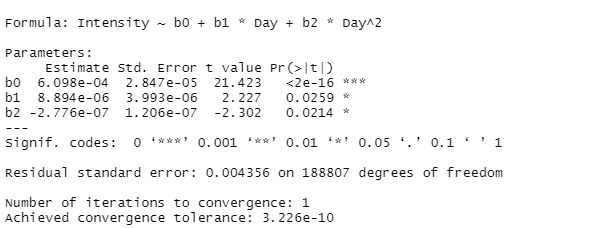 Formula: Intensity ~ b0 + b1 * Day + b2 * Day^2
Parameters:
Estimate Std. Error t value Pr(>|t|)
b0 6.098e-04 2.847e-05 21.423 <2e-16 ***
b1 8.894e-06 3.993e-06 2.227 0.0259 *
b2 -2.776e-07 1.206e-07 -2.302 0.0214 *
---
Signif. codes: 0 ‘***’ 0.001 ‘**’ 0.01 ‘*’ 0.05 ‘.’ 0.1 ‘ ’ 1
Residual standard error: 0.004356 on 188807 degrees of freedom
Number of iterations to convergence: 1
Achieved convergence tolerance: 3.226e-10